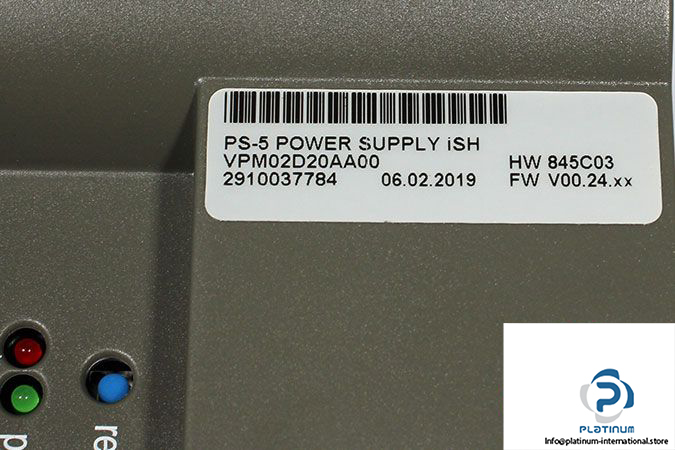 PS-5 POWER SUPPLY iSH
VPM02D20AA00 HW 845C03
2910037784 06.02.2019 FW V00.24.xx
p
re
PLATINUM
Info@platinum-international.store